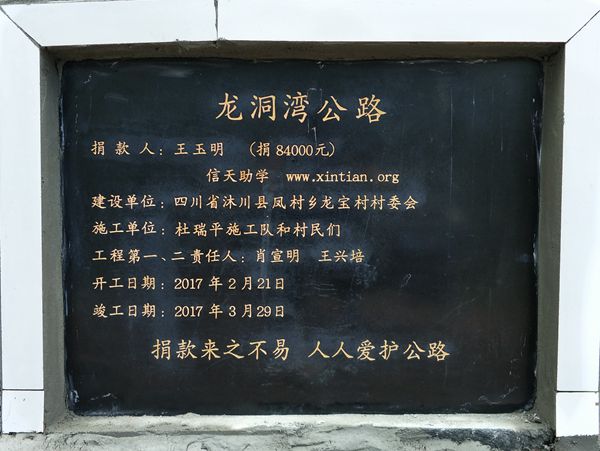 龙洞湾公路
捐 款 人：王玉明 （捐 84000元）
信天助学 www.xintian.org
建设单位：四川省沐川县凤村乡龙宝村村委会
施工单位：杜瑞平施工队和村民们
工程第一、二责任人：肖宣明 王兴培
开工日期：2017 年 2 月 21日
竣工日期：2017 年 3 月 29日
捐款来之不易 人人爱护公路